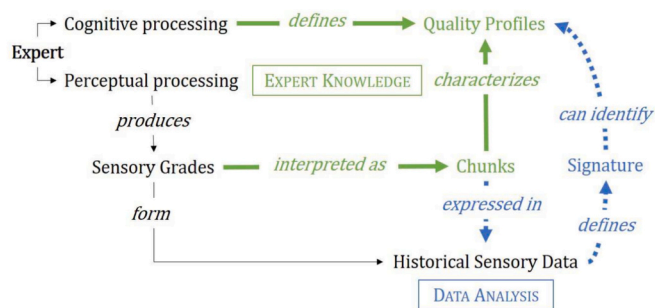 Cognitive processing defines Quality Profiles
Expert
Perceptual processing EXPERT KNOWLEDGE characterizes
produces can identify
Sensory Grades interpreted as Chunks Signature
form expressed in defines
Historical Sensory Data
DATA ANALYSIS